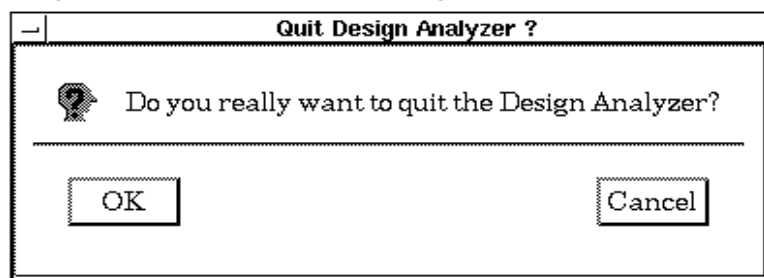 Quit Design Analyzer ?
Do you really want to quit the Design Analyzer?
OK
Cancel